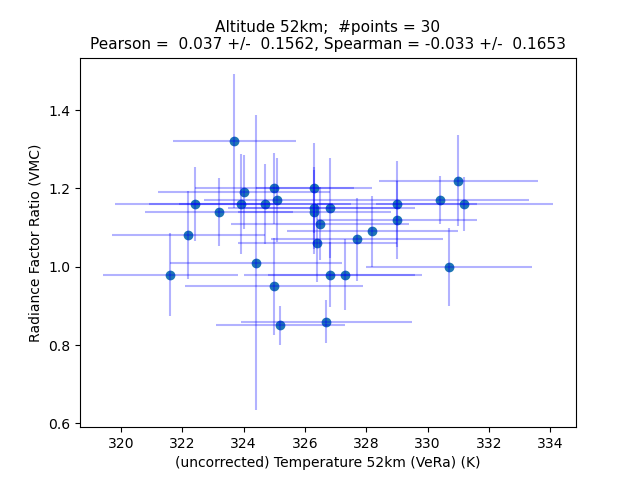 Altitude 52km;  #points = 30
Pearson =  0.037 +/-  0.1562, Spearman = -0.033 +/-  0.1653
Radiance Factor Ratio (VMC)
1.4
1.2
1.0
0.8
0.6
320 322 324 326 328 330 332 334
(uncorrected) Temperature 52km (VeRa) (K)